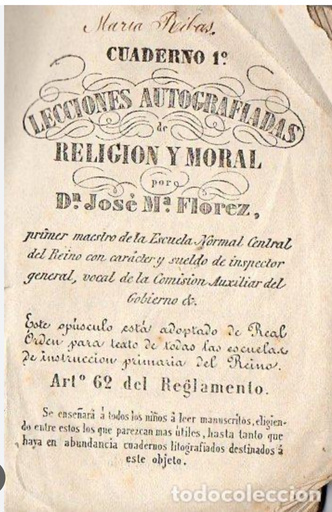 María Ribas.
CUADERNO 1º
LECCIONES AUTOGRAFIADAS
de
RELIGION Y MORAL
por
Dn. José Mª. Florez,
primer maestro de la Escuela Normal Central
del Reino con carácter y sueldo de inspector
general, vocal de la Comision Auxiliar del
Gobierno &.
Este opúsculo está adoptado de Real
Orden para texto de todas las escuelas
de instruccion primaria del Reino.
Artº 62 del Reglamento.
Se enseñará á todos los niños á leer manuscritos, eligien-
do entre estos los que parezcan mas útiles, hasta tanto que
haya en abundancia cuadernos litografiados destinados á
este objeto.
todocoleccion.net